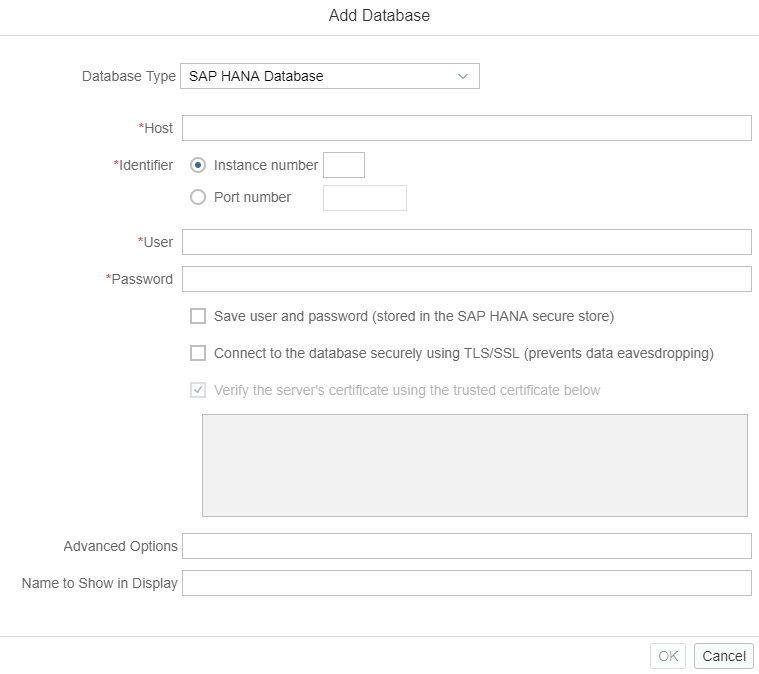 Add Database
Database Type SAP HANA Database
*Host
*Identifier Instance number
Port number
*User
*Password
Save user and password (stored in the SAP HANA secure store)
Connect to the database securely using TLS/SSL (prevents data eavesdropping)
Verify the server's certificate using the trusted certificate below
Advanced Options
Name to Show in Display
OK Cancel